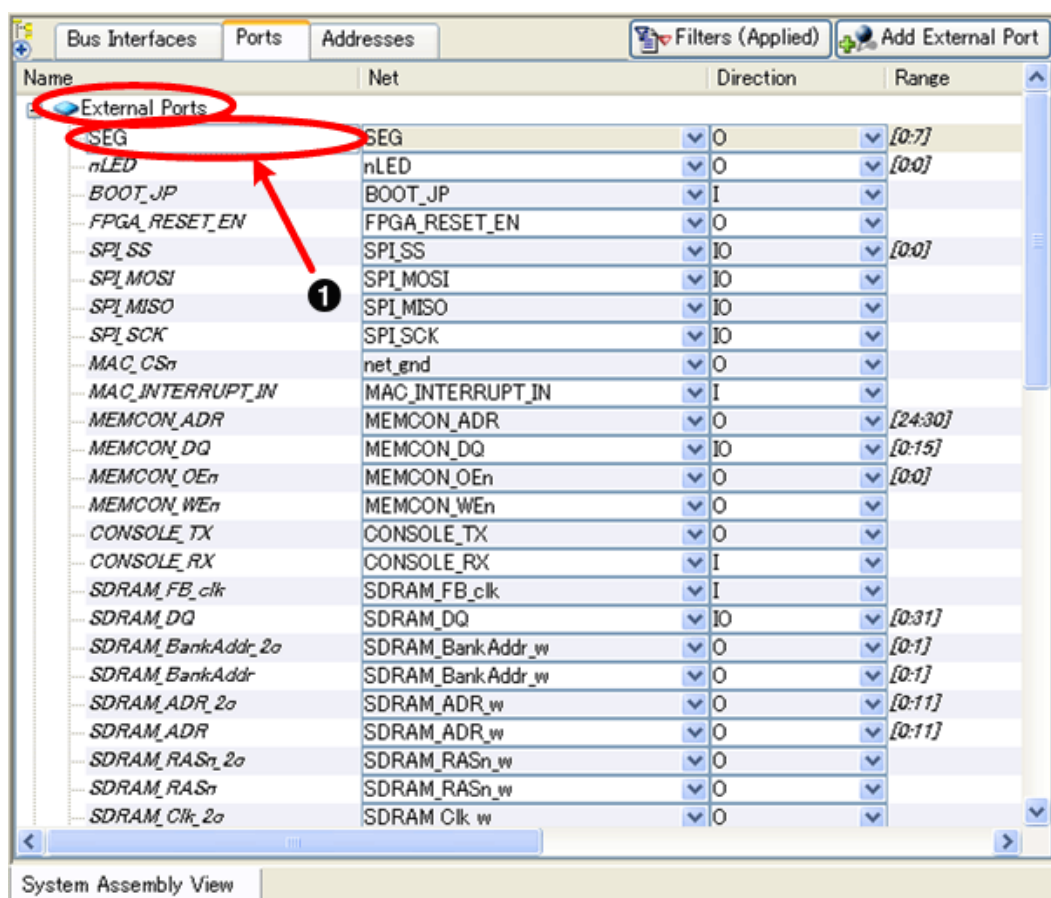 Bus Interfaces Ports Addresses Filters (Applied) Add External Port
Name Net Direction Range
External Ports
SEG SEG O [0:7]
nLED nLED O [0:0]
BOOT_JP BOOT_JP I
FPGA_RESET_EN FPGA_RESET_EN O
SPI_SS SPI_SS IO [0:0]
SPI_MOSI SPI_MOSI IO
SPI_MISO SPI_MISO IO
SPI_SCK SPI_SCK IO
MAC_CSn net_gnd O
MAC_INTERRUPT_IN MAC_INTERRUPT_IN I
MEMCON_ADR MEMCON_ADR O [24:30]
MEMCON_DQ MEMCON_DQ IO [0:15]
MEMCON_OEn MEMCON_OEn O [0:0]
MEMCON_WEn MEMCON_WEn O
CONSOLE_TX CONSOLE_TX O
CONSOLE_RX CONSOLE_RX I
SDRAM_FB_clk SDRAM_FB_clk I
SDRAM_DQ SDRAM_DQ IO [0:31]
SDRAM_BankAddr_2o SDRAM_BankAddr_w O [0:1]
SDRAM_BankAddr SDRAM_BankAddr_w O [0:1]
SDRAM_ADR_2o SDRAM_ADR_w O [0:11]
SDRAM_ADR SDRAM_ADR_w O [0:11]
SDRAM_RASn_2o SDRAM_RASn_w O
SDRAM_RASn SDRAM_RASn_w O
SDRAM_Clk_2o SDRAM_Clk_w O
❶
System Assembly View